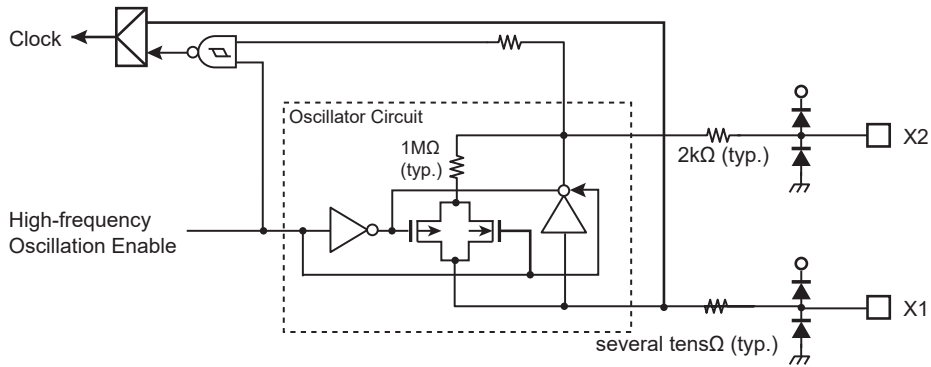 Clock
Oscillator Circuit
1MΩ
(typ.)
2kΩ (typ.)
X2
High-frequency
Oscillation Enable
X1
several tensΩ (typ.)